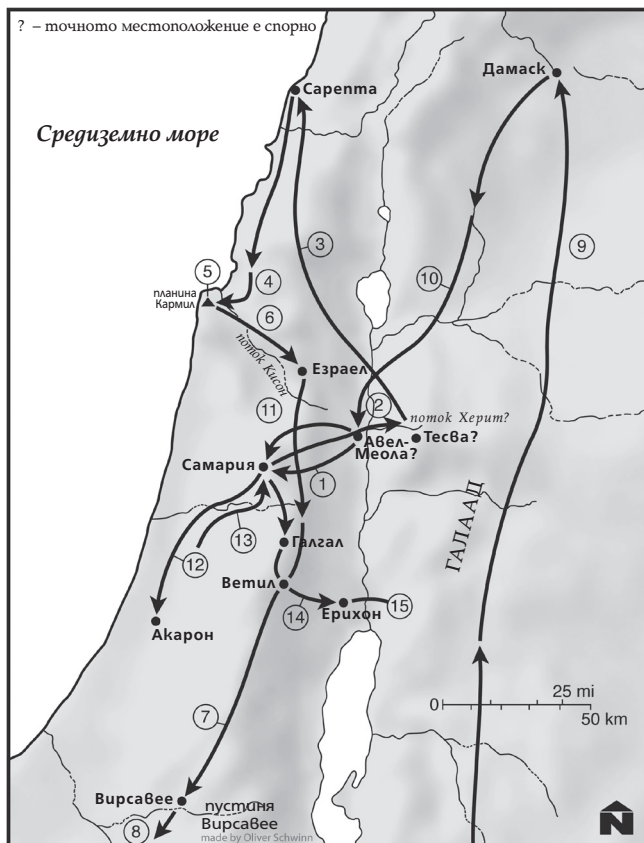 ? – точното местоположение е спорно
Дамаск
Сарепта
Средиземно море
3
9
5
4
10
планина
Кармил
6
поток Кисон
Езраел
11
2
поток Херит?
Авел-
Меола?
Тесва?
Самария
1
ГАЛААД
13
12
Галгал
Ветил
14
15
Ерихон
Акарон
7
0
25 mi
50 km
Вирсавее
пустиня
Вирсавее
made by Oliver Schwinn
8
N